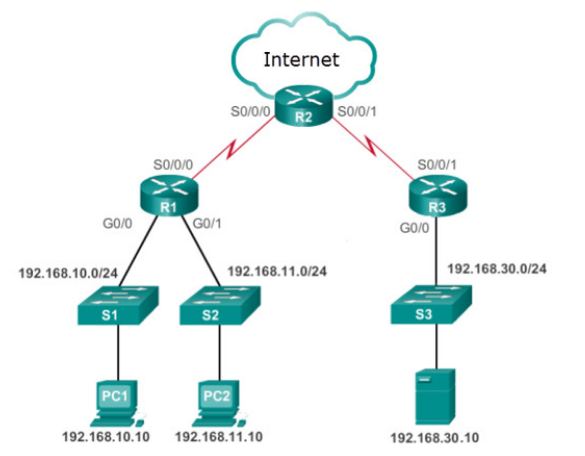 Internet
S0/0/0
S0/0/1
R2
S0/0/0
S0/0/1
R1
R3
G0/0
G0/1
G0/0
192.168.10.0/24
192.168.11.0/24
192.168.30.0/24
S1
S2
S3
PC1
PC2
192.168.10.10
192.168.11.10
192.168.30.10